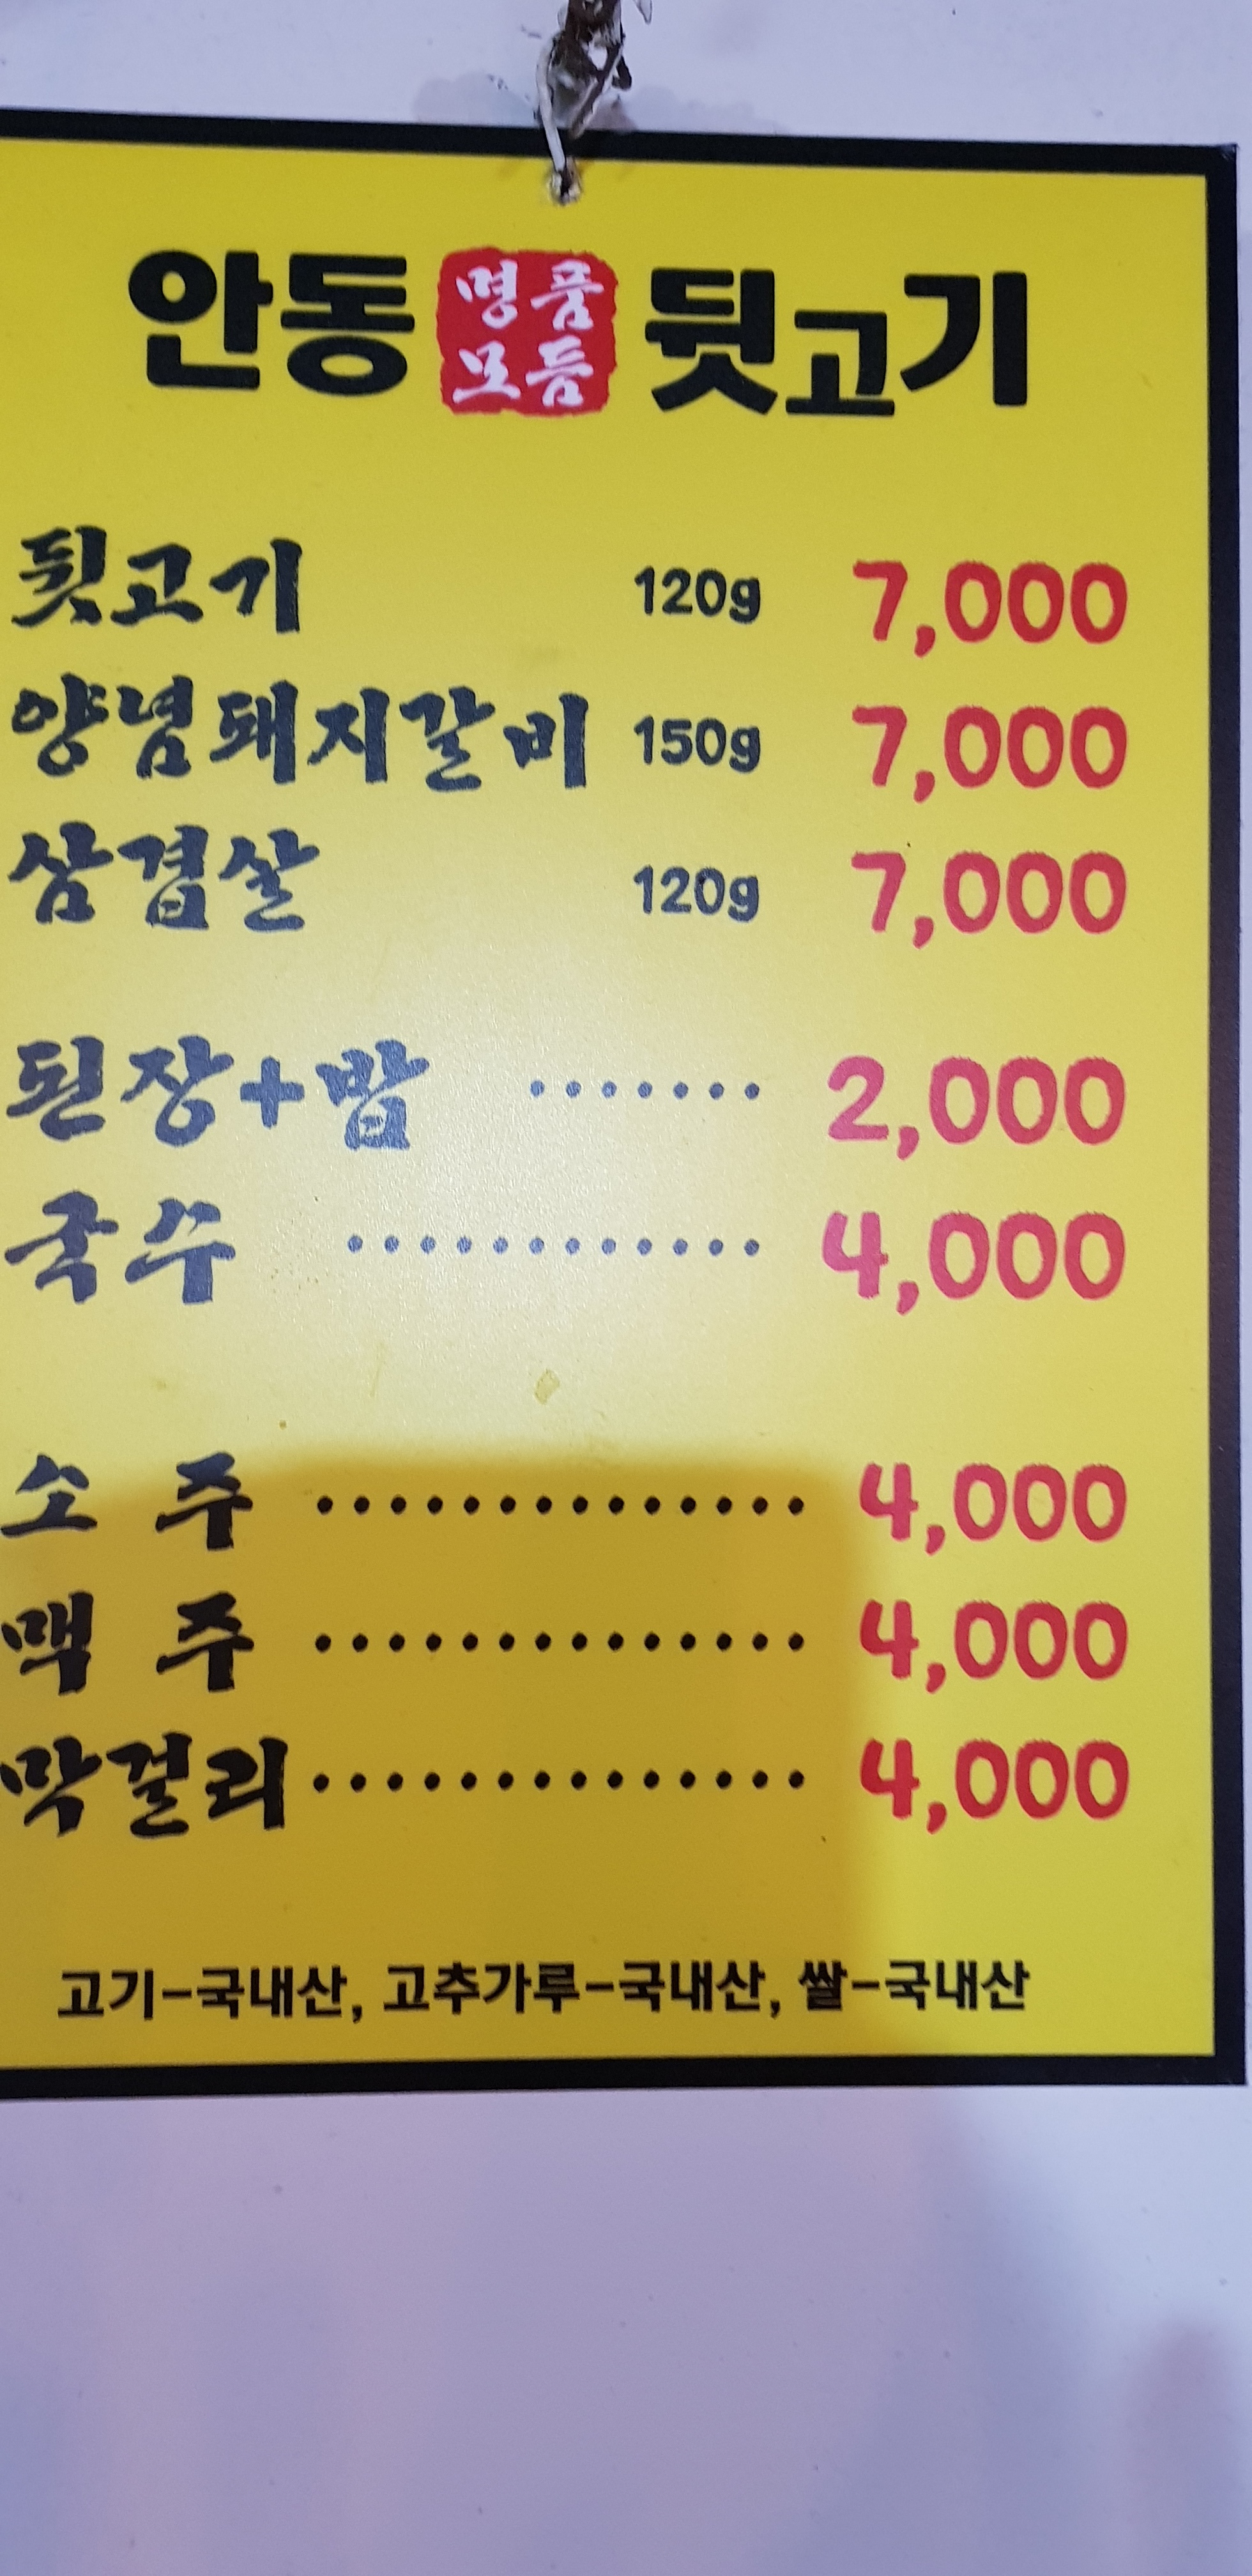 안동 명품모듬 뒷고기
뒷고기 120g 7,000
양념돼지갈비 150g 7,000
삼겹살 120g 7,000
된장+밥 ······· 2,000
국수 ············ 4,000
소 주 ·············· 4,000
맥 주 ·············· 4,000
막걸리 ·············· 4,000
고기-국내산, 고추가루-국내산, 쌀-국내산